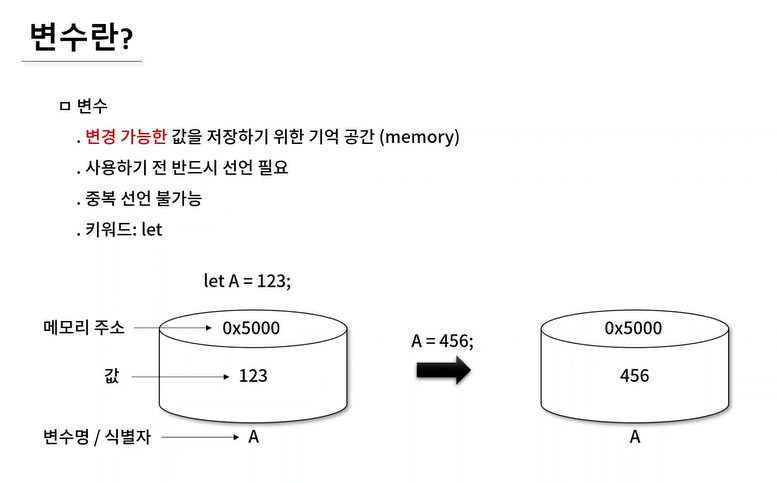 변수란?
ㅁ 변수
. 변경 가능한 값을 저장하기 위한 기억 공간 (memory)
. 사용하기 전 반드시 선언 필요
. 중복 선언 불가능
. 키워드: let
let A = 123;
메모리 주소 0x5000
값 123
변수명 / 식별자 A
A = 456;
0x5000
456
A